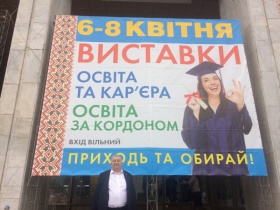 6-8 КВІТНЯ
ВИСТАВКИ
ОСВІТА
ТА КАР'ЄРА
ОСВІТА
ЗА КОРДОНОМ
ВХІД ВІЛЬНИЙ
ПРИХОДЬ ТА ОБИРАЙ!